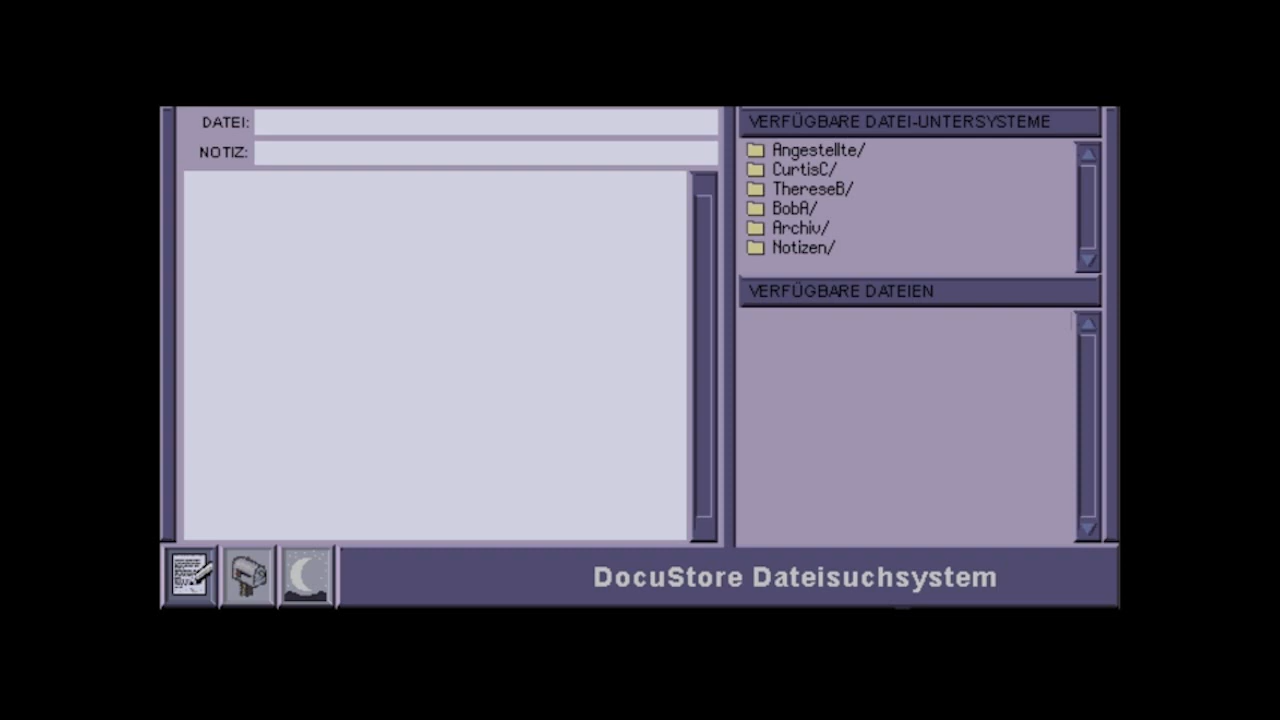 DATEI:
NOTIZ:
VERFÜGBARE DATEI-UNTERSYSTEME
Angestellte/
CurtisC/
ThereseB/
BobA/
Archiv/
Notizen/
VERFÜGBARE DATEIEN
DocuStore Dateisuchsystem